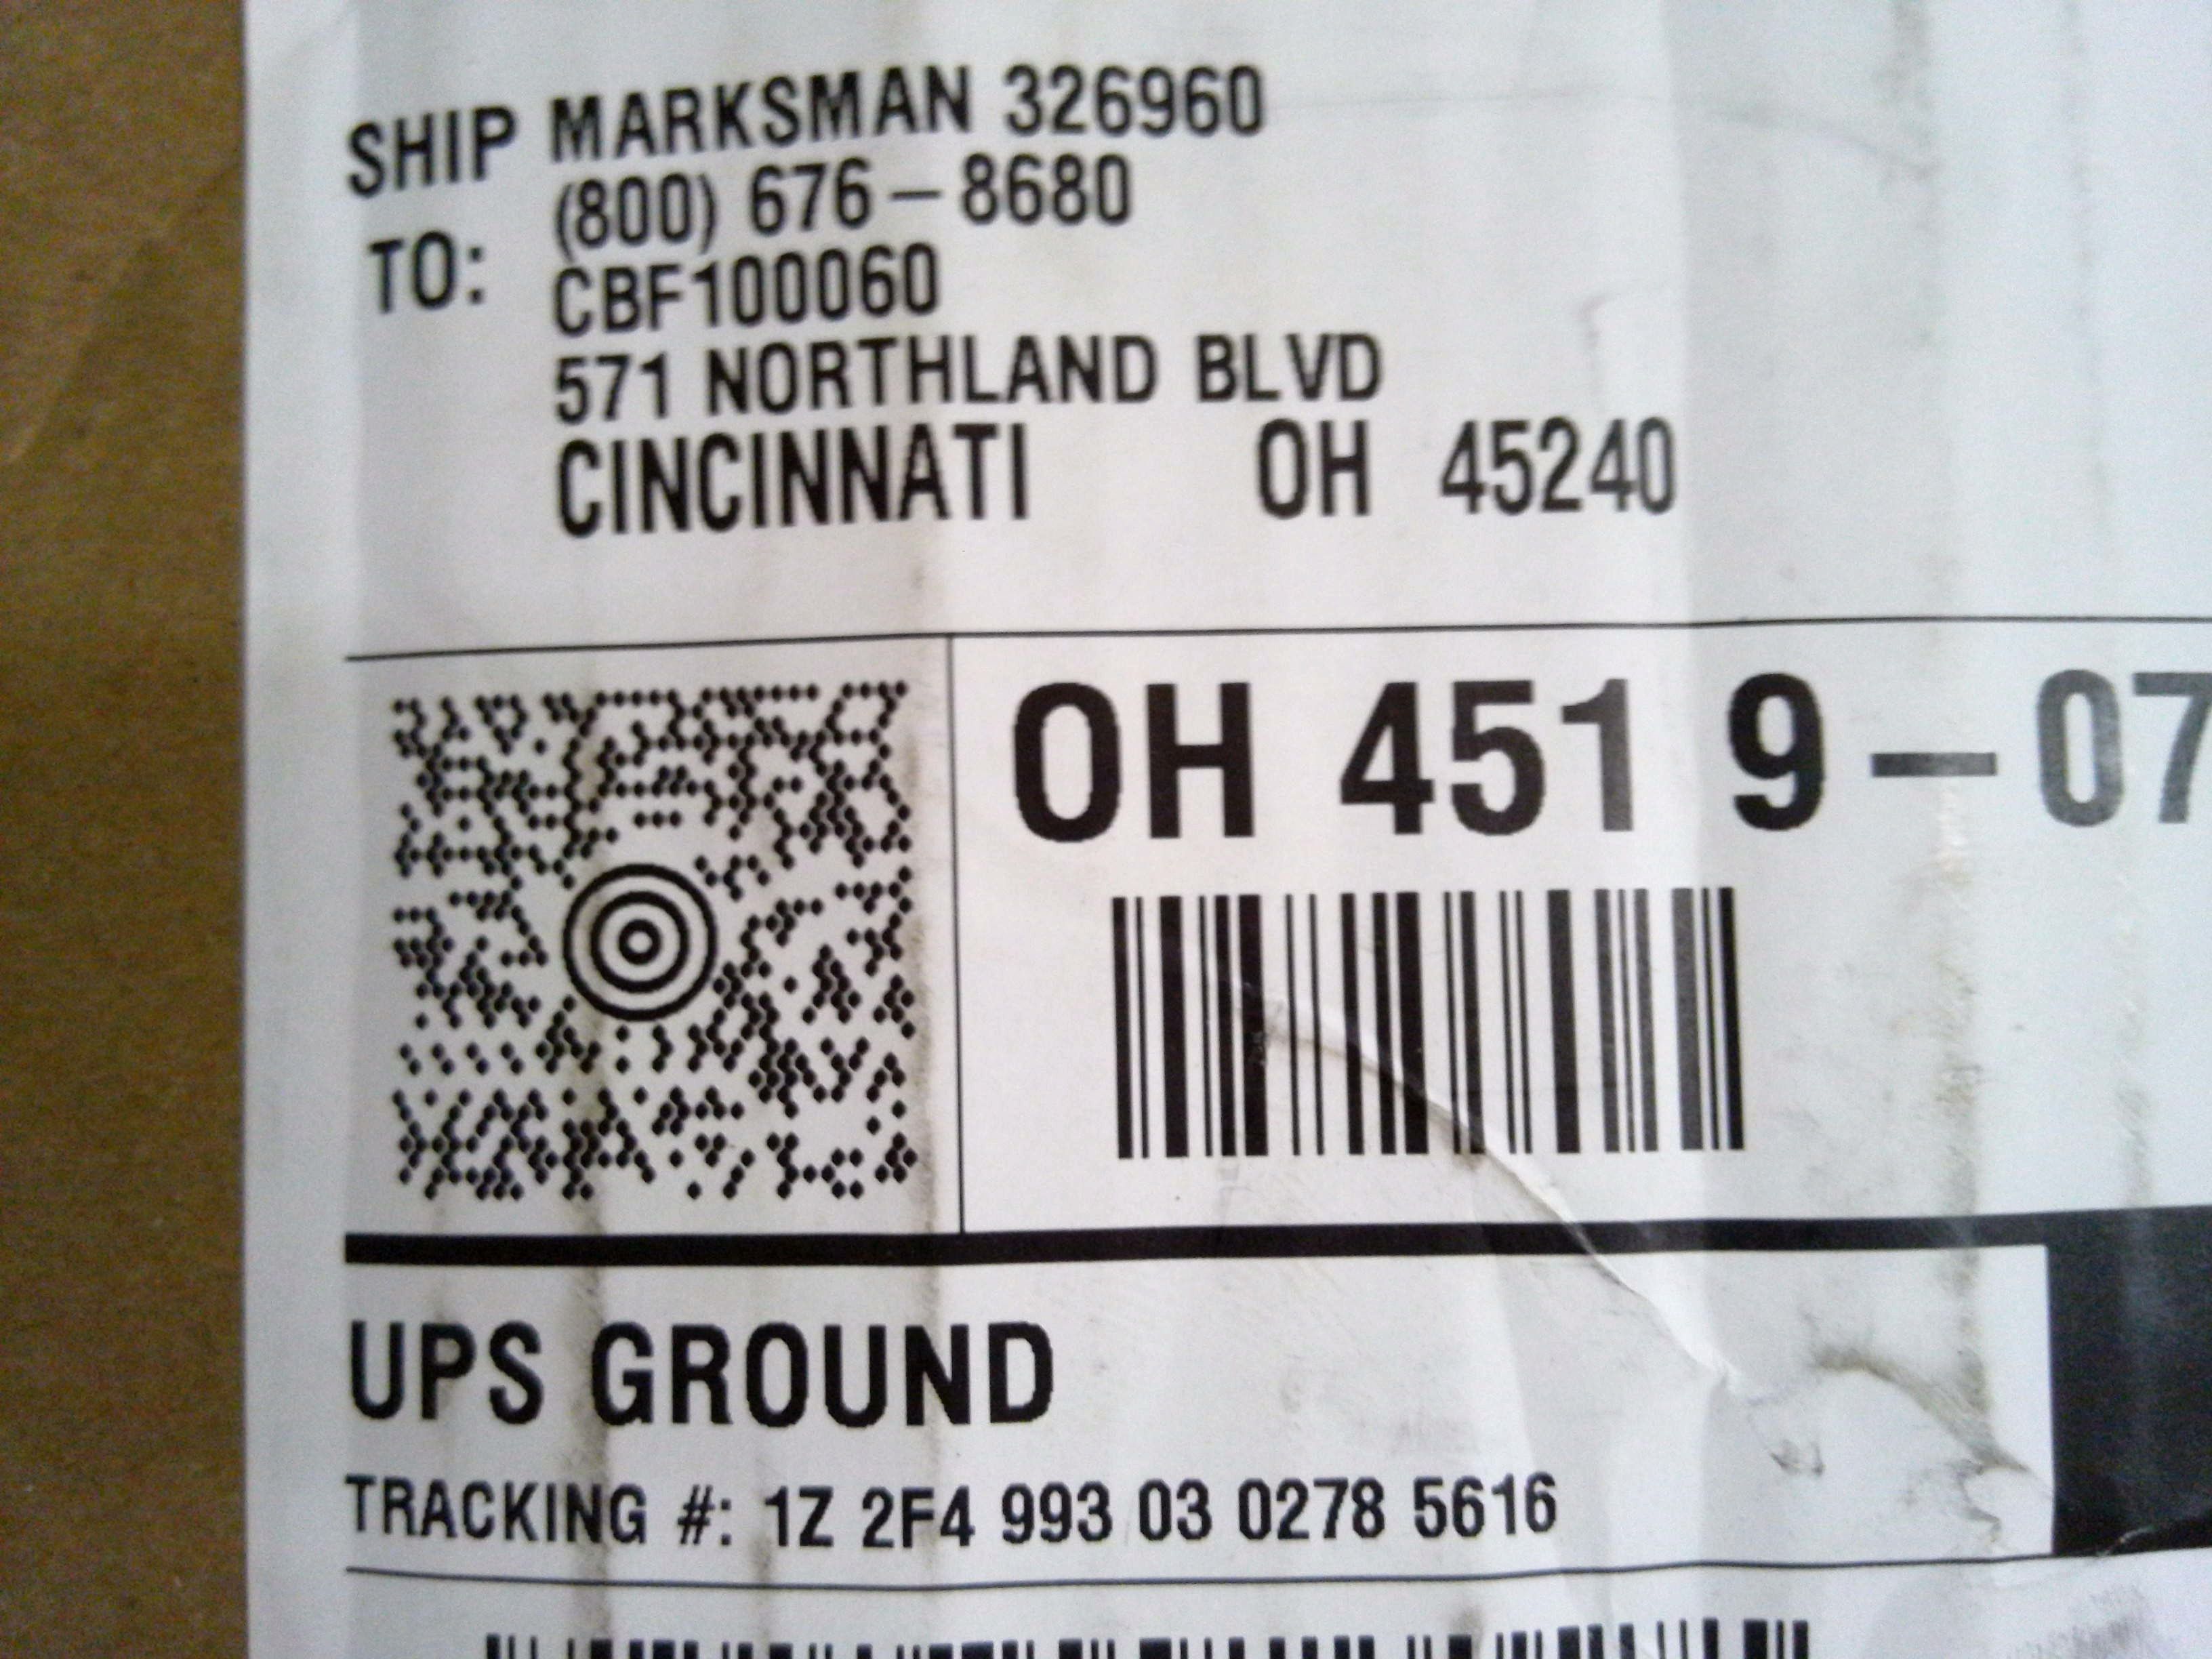 SHIP MARKSMAN 326960
TO: (800) 676-8680
CBF100060
571 NORTHLAND BLVD
CINCINNATI OH 45240
OH 451 9-07
UPS GROUND
TRACKING #: 1Z 2F4 993 03 0278 5616